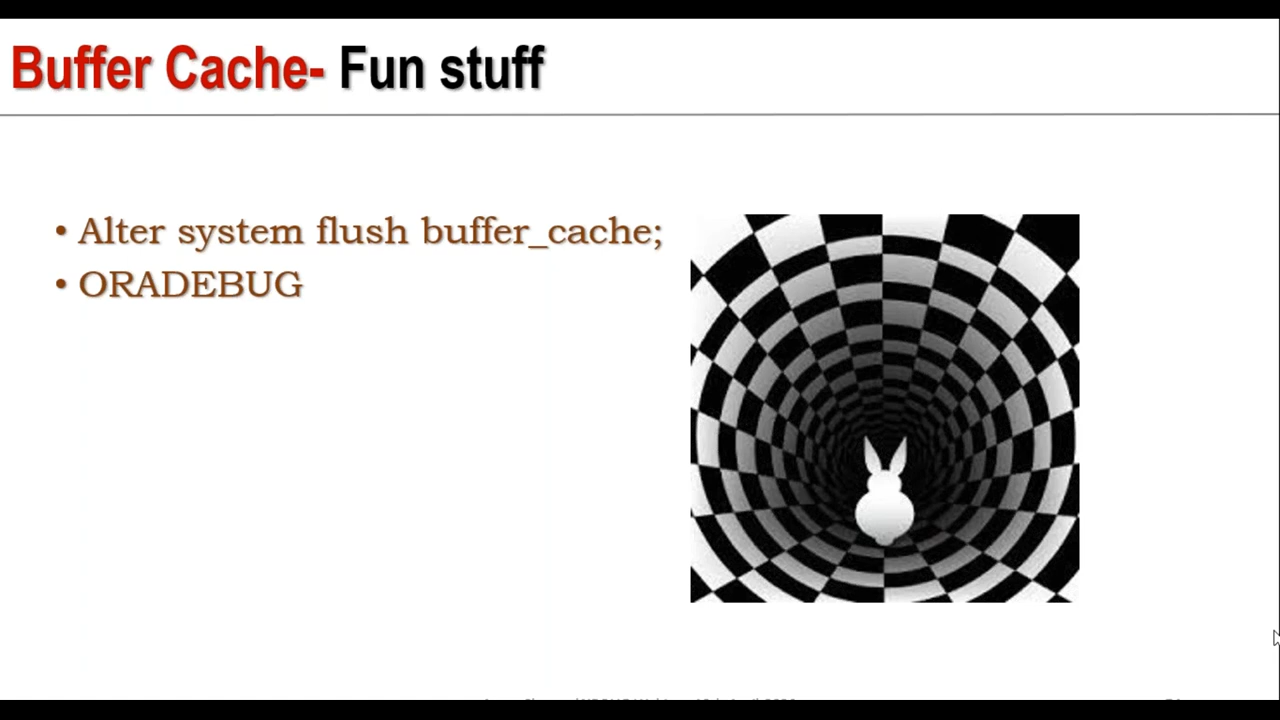 Buffer Cache- Fun stuff
• Alter system flush buffer_cache;
• ORADEBUG